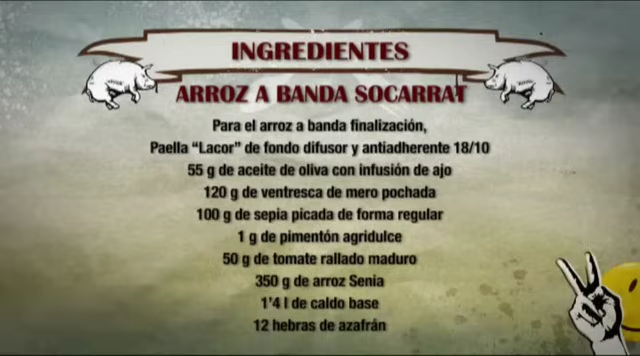 INGREDIENTES
ARROZ A BANDA SOCARRAT
Para el arroz a banda finalización,
Paella “Lacor” de fondo difusor y antiadherente 18/10
55 g de aceite de oliva con infusión de ajo
120 g de ventresca de mero pochada
100 g de sepia picada de forma regular
1 g de pimentón agridulce
50 g de tomate rallado maduro
350 g de arroz Senia
1‘4 l de caldo base
12 hebras de azafrán